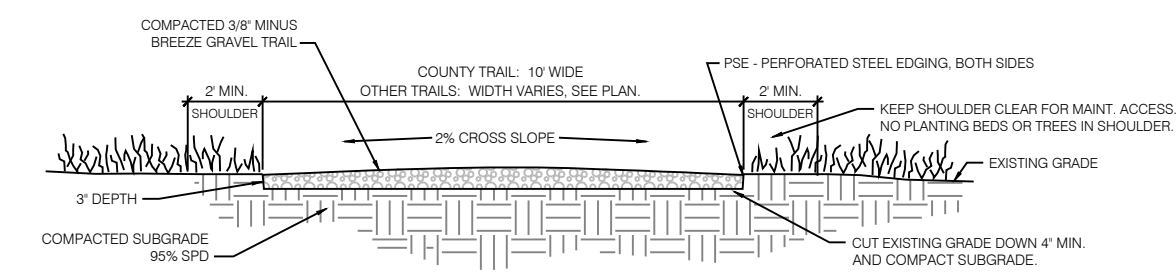 COMPACTED 3/8" MINUS
BREEZE GRAVEL TRAIL
COUNTY TRAIL: 10' WIDE
OTHER TRAILS: WIDTH VARIES, SEE PLAN.
PSE - PERFORATED STEEL EDGING, BOTH SIDES
2' MIN.
SHOULDER
2' MIN.
SHOULDER
KEEP SHOULDER CLEAR FOR MAINT. ACCESS.
NO PLANTING BEDS OR TREES IN SHOULDER.
2% CROSS SLOPE
EXISTING GRADE
3" DEPTH
COMPACTED SUBGRADE
95% SPD
CUT EXISTING GRADE DOWN 4" MIN.
AND COMPACT SUBGRADE.